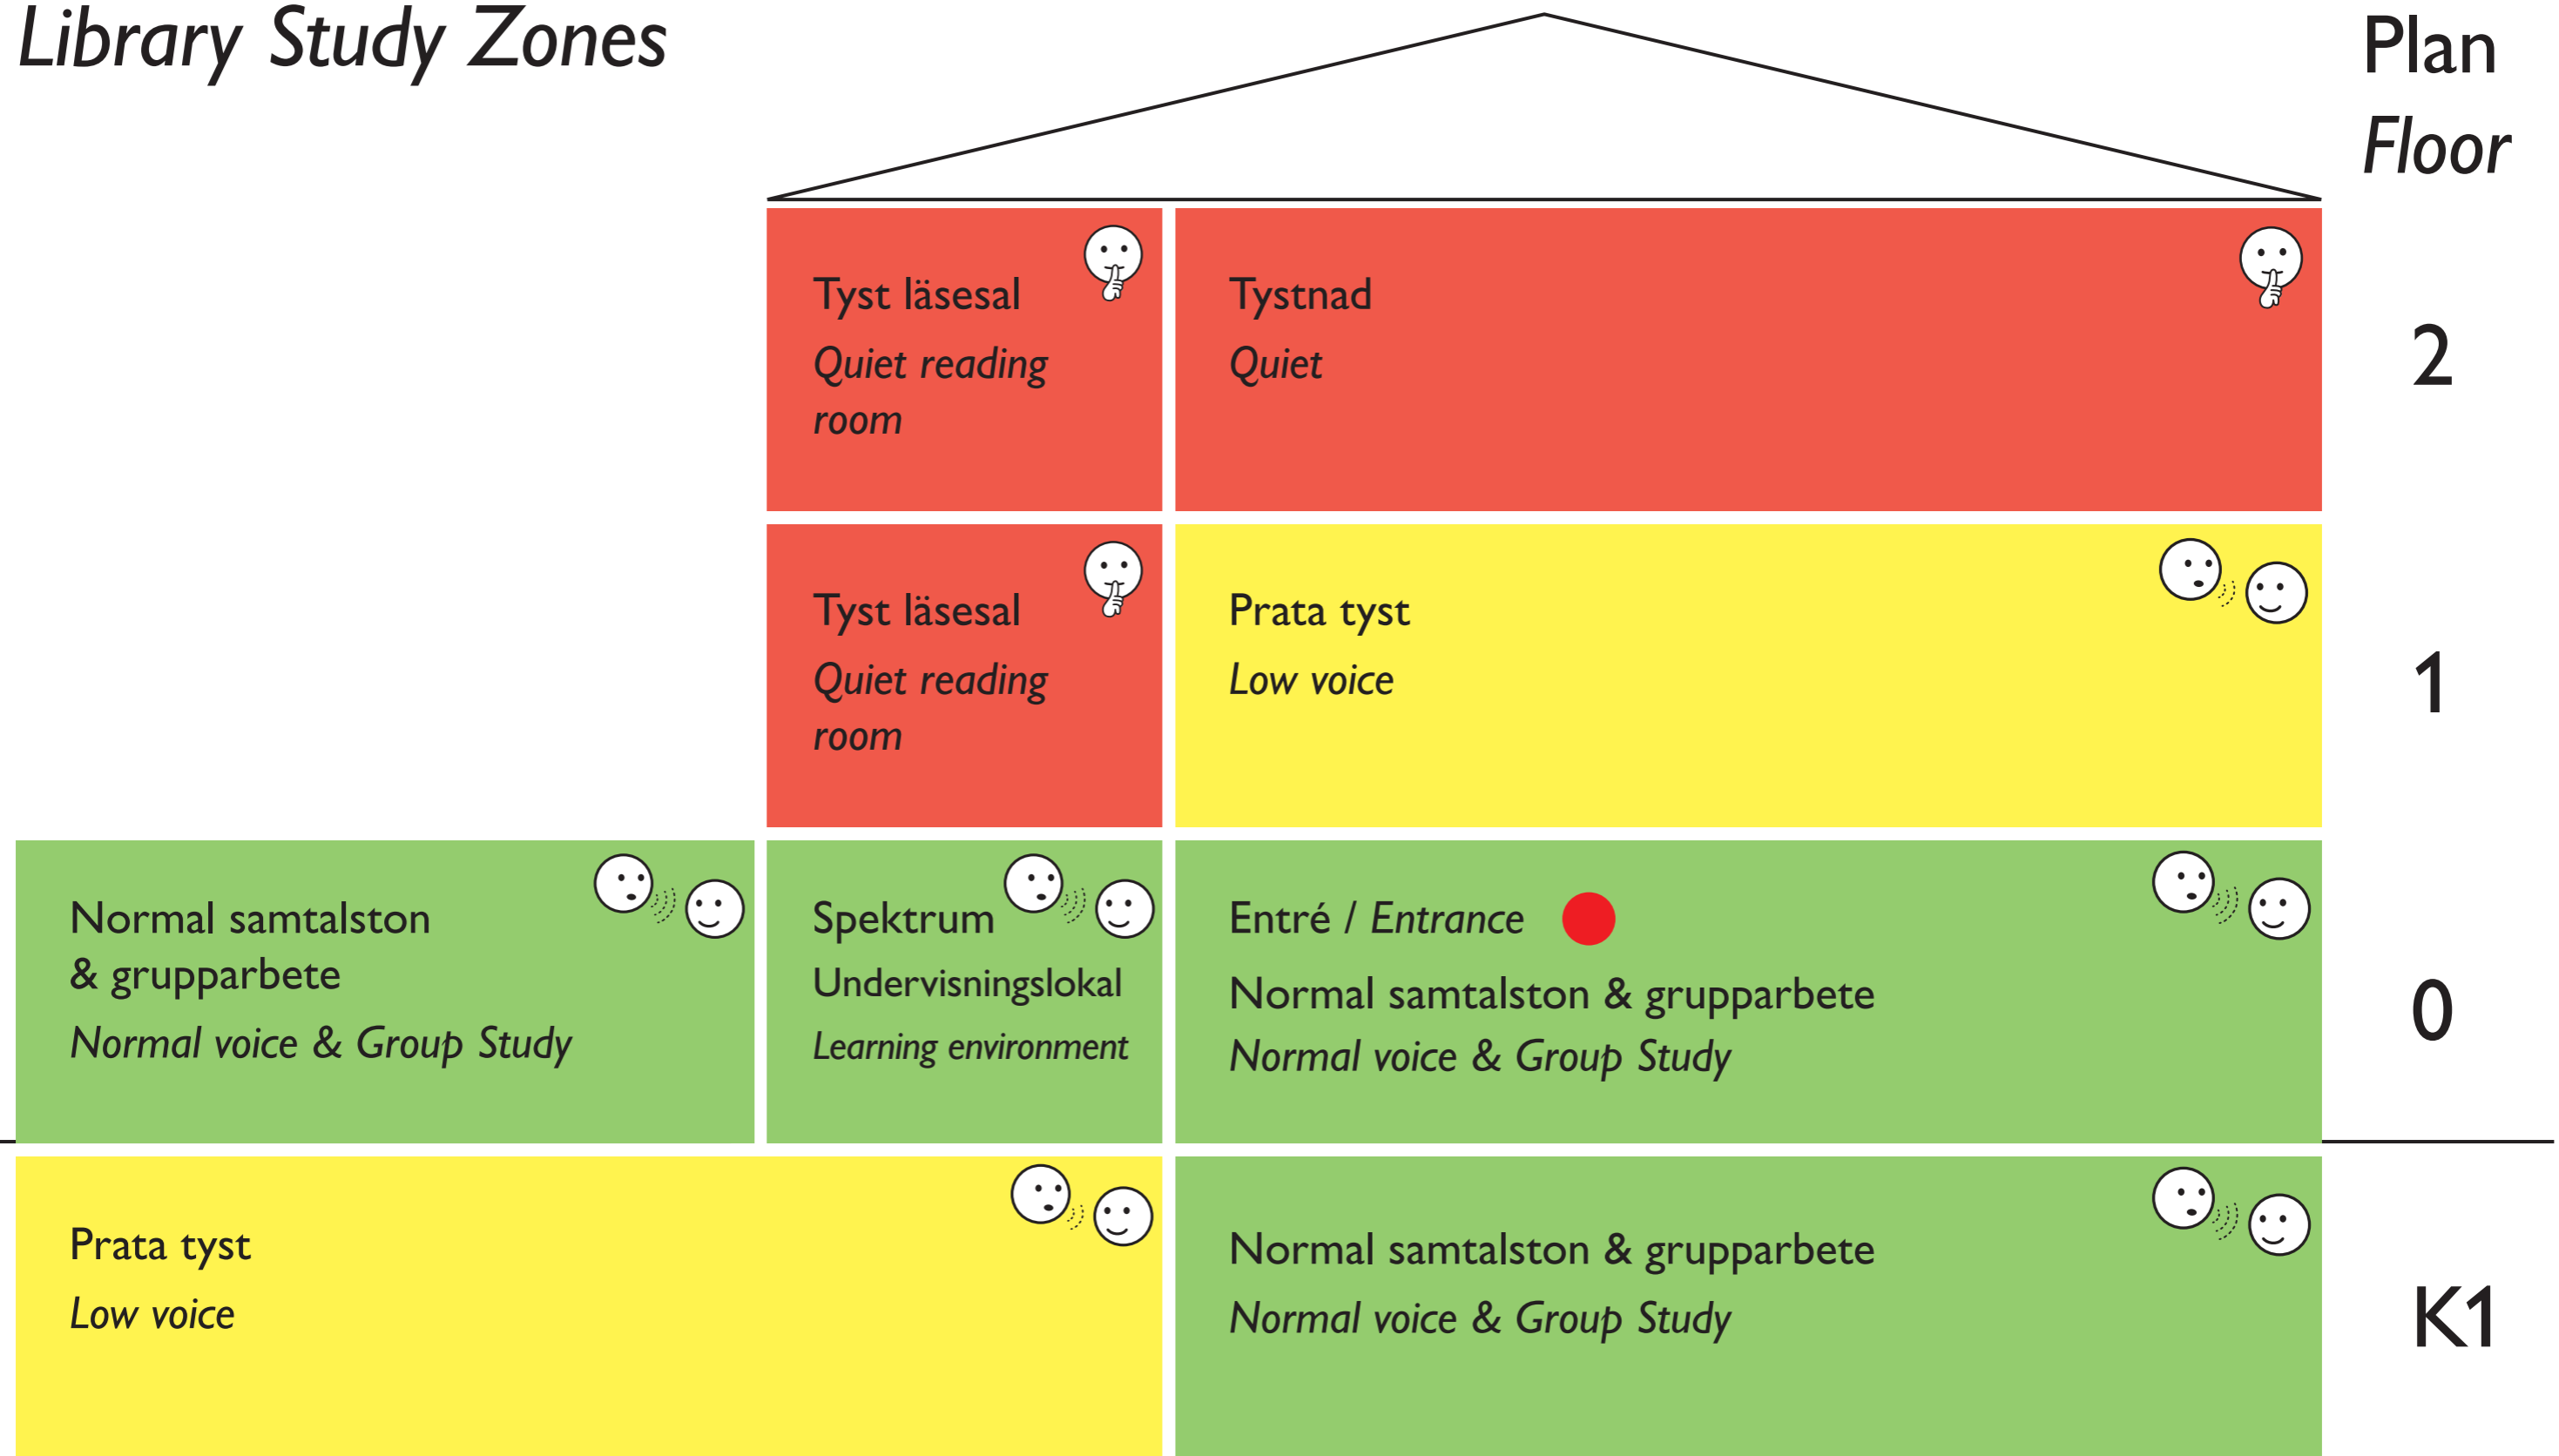 Library Study Zones
Plan
Floor
Tyst läsesal
Quiet reading
room
Tystnad
Quiet
2
Tyst läsesal
Quiet reading
room
Prata tyst
Low voice
1
Normal samtalston
& grupparbete
Normal voice & Group Study
Spektrum
Undervisningslokal
Learning environment
Entré / Entrance
Normal samtalston & grupparbete
Normal voice & Group Study
0
Prata tyst
Low voice
Normal samtalston & grupparbete
Normal voice & Group Study
K1